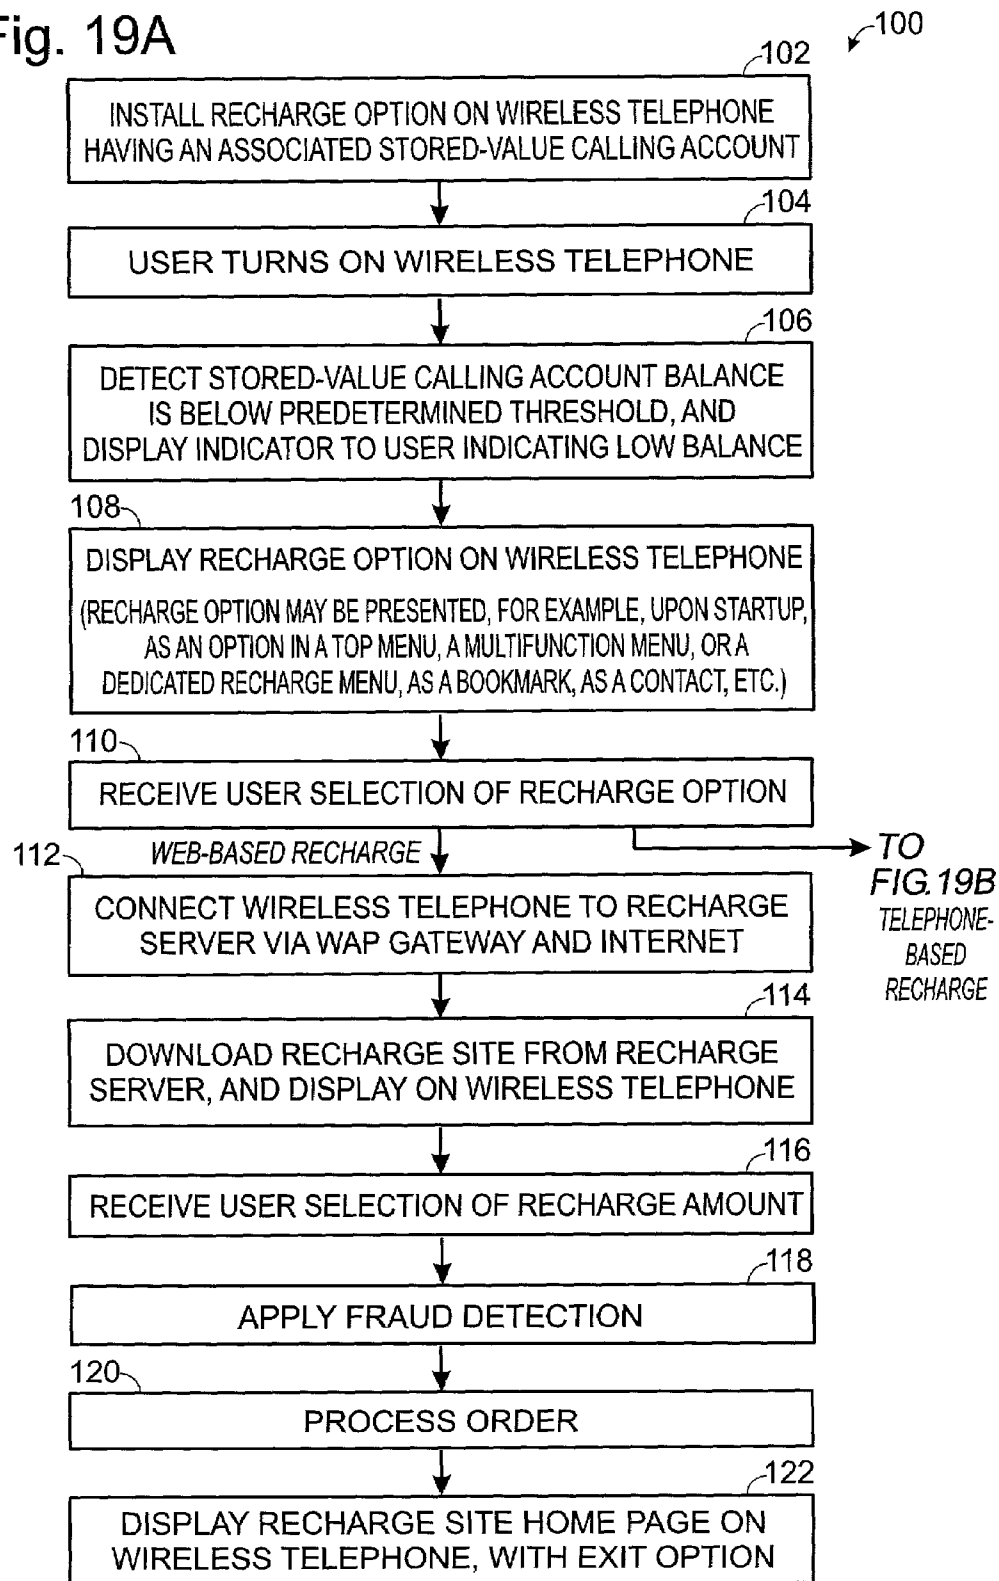 Fig. 19A
100
102
INSTALL RECHARGE OPTION ON WIRELESS TELEPHONE
HAVING AN ASSOCIATED STORED-VALUE CALLING ACCOUNT
104
USER TURNS ON WIRELESS TELEPHONE
106
DETECT STORED-VALUE CALLING ACCOUNT BALANCE
IS BELOW PREDETERMINED THRESHOLD, AND
DISPLAY INDICATOR TO USER INDICATING LOW BALANCE
108
DISPLAY RECHARGE OPTION ON WIRELESS TELEPHONE
(RECHARGE OPTION MAY BE PRESENTED, FOR EXAMPLE, UPON STARTUP,
AS AN OPTION IN A TOP MENU, A MULTIFUNCTION MENU, OR A
DEDICATED RECHARGE MENU, AS A BOOKMARK, AS A CONTACT, ETC.)
110
RECEIVE USER SELECTION OF RECHARGE OPTION
112
WEB-BASED RECHARGE
TO
FIG. 19B
TELEPHONE-
BASED
RECHARGE
CONNECT WIRELESS TELEPHONE TO RECHARGE
SERVER VIA WAP GATEWAY AND INTERNET
114
DOWNLOAD RECHARGE SITE FROM RECHARGE
SERVER, AND DISPLAY ON WIRELESS TELEPHONE
116
RECEIVE USER SELECTION OF RECHARGE AMOUNT
118
APPLY FRAUD DETECTION
120
PROCESS ORDER
122
DISPLAY RECHARGE SITE HOME PAGE ON
WIRELESS TELEPHONE, WITH EXIT OPTION